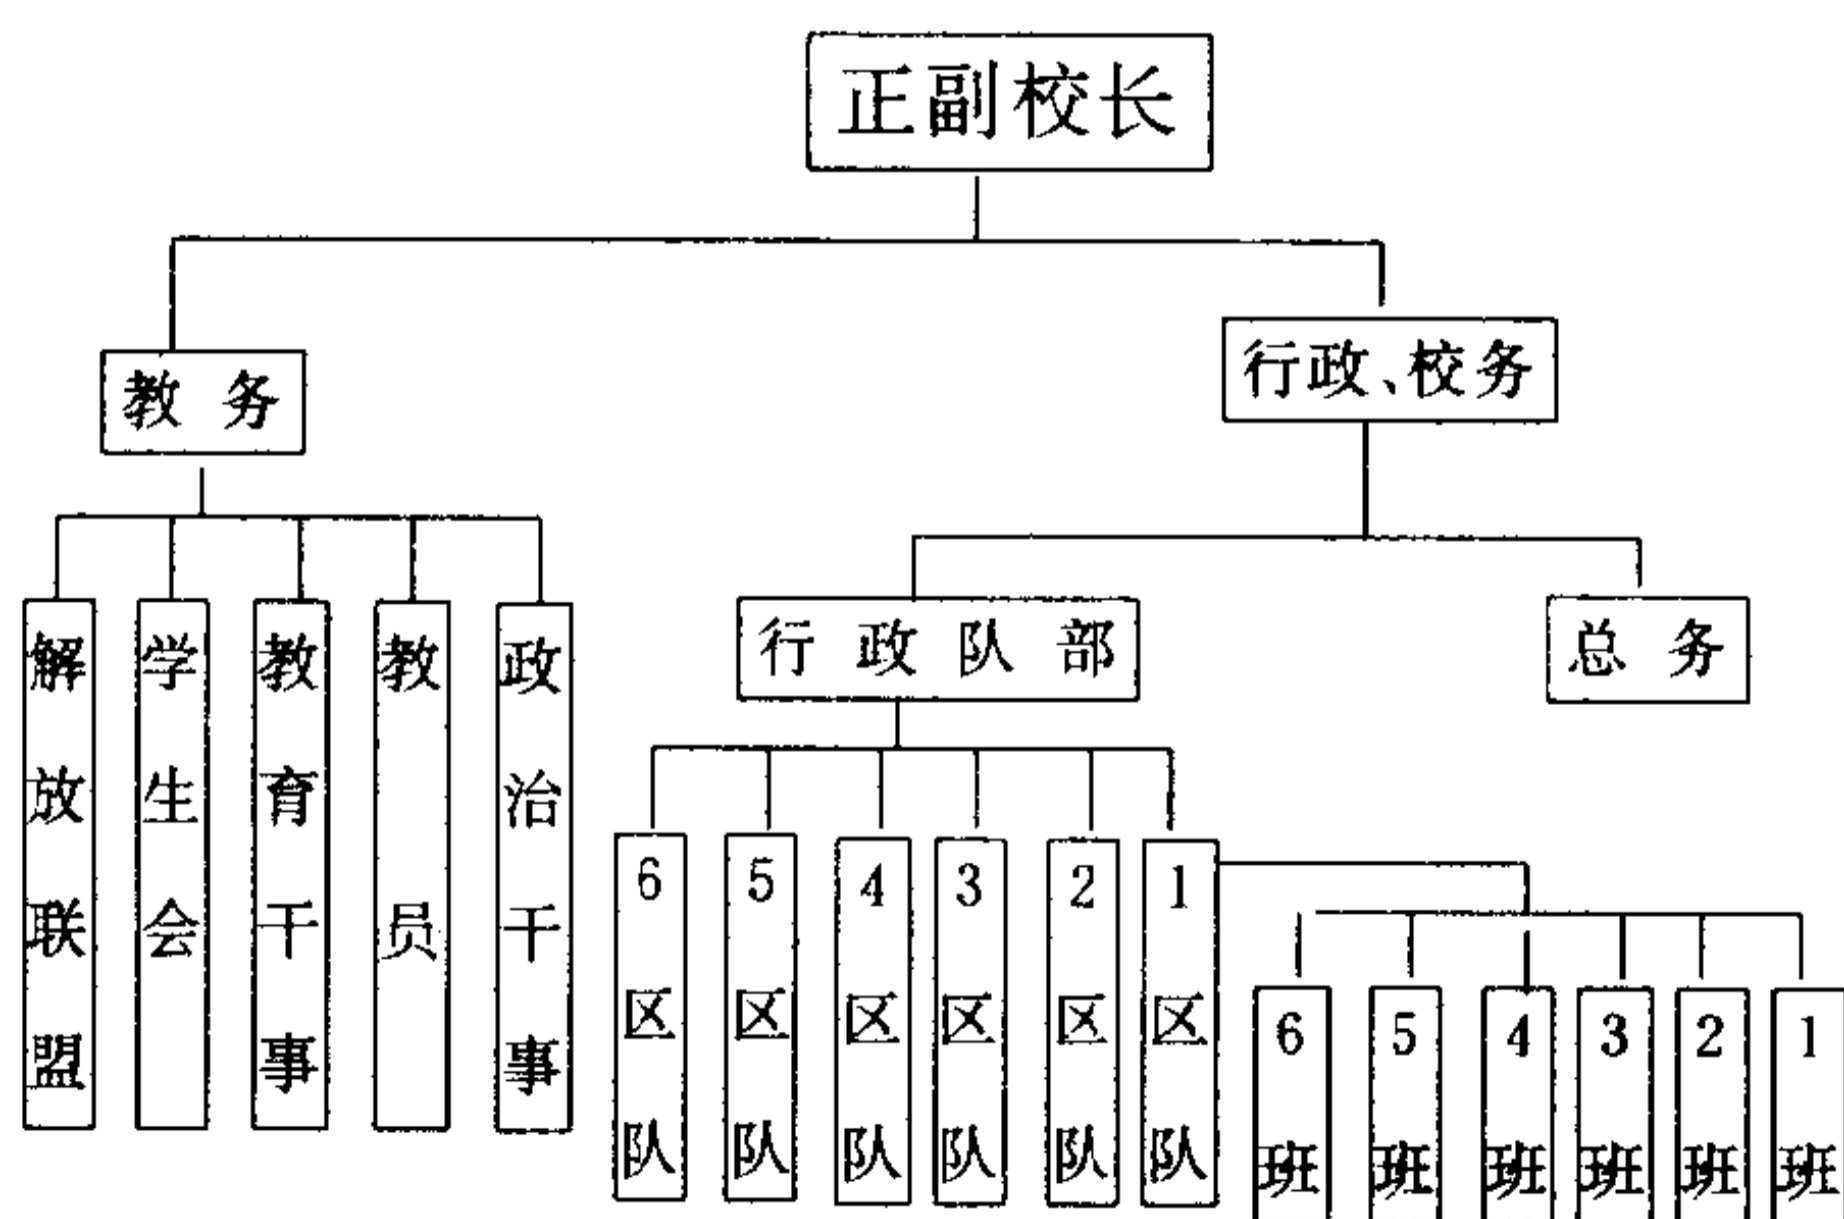 正副校长
教务
行政、校务
解放联盟
学生会
教育干事
教员
政治干事
行政队部
总务
6区队
5区队
4区队
3区队
2区队
1区队
6班
5班
4班
3班
2班
1班